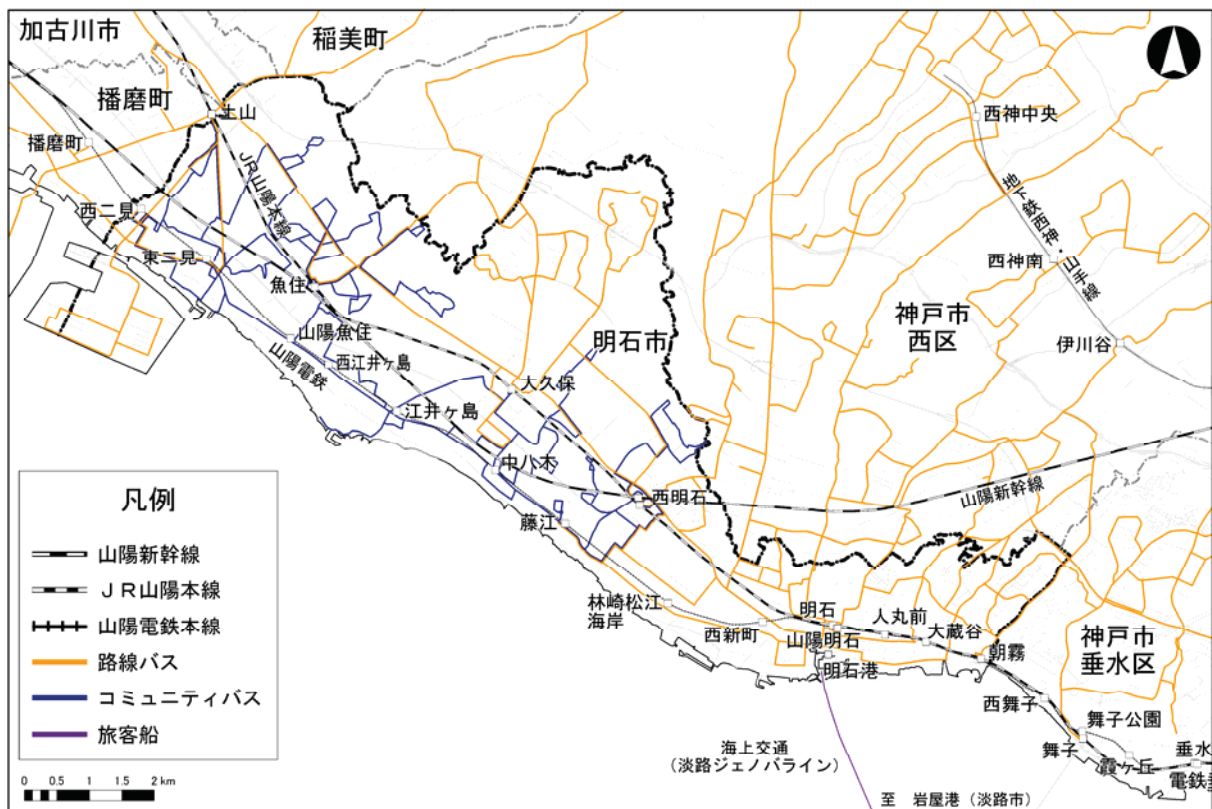 加古川市
稲美町
播磨町
土山
播磨町
西神中央
JR山陽本線
地下鉄西神・山手線
西二見
東二見
西神南
魚住
神戸市
西区
山陽魚住
明石市
伊川谷
山陽電鉄
西江井ヶ島
大久保
江井ヶ島
中八木
西明石
山陽新幹線
藤江
林崎松江
海岸
西新町
明石
人丸前
山陽明石
大蔵谷
朝霧
神戸市
垂水区
明石港
西舞子
舞子公園
舞子
霞ヶ丘
垂水
電鉄垂
海上交通
(淡路ジェノバライン)
至 岩屋港(淡路市)
凡例
山陽新幹線
JR山陽本線
山陽電鉄本線
路線バス
コミュニティバス
旅客船
0 0.5 1 1.5 2 km